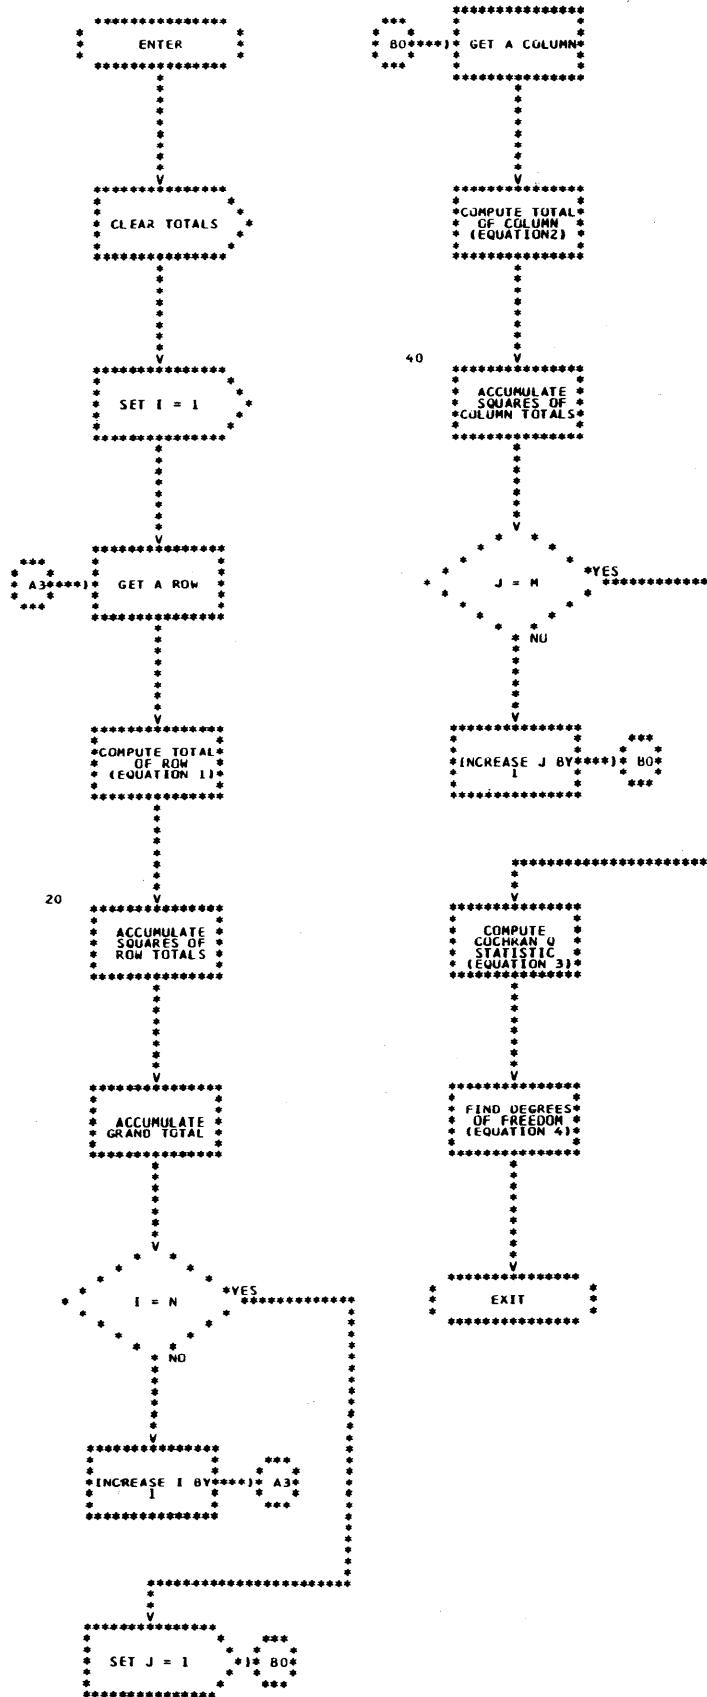 ENTER
CLEAR TOTALS
SET I = 1
A3
GET A ROW
COMPUTE TOTAL
OF ROW
(EQUATION 1)
20
ACCUMULATE
SQUARES OF
ROW TOTALS
ACCUMULATE
GRAND TOTAL
I = N
YES
NO
INCREASE I BY
1
A3
SET J = 1
B0
B0
GET A COLUMN
COMPUTE TOTAL
OF COLUMN
(EQUATION2)
40
ACCUMULATE
SQUARES OF
COLUMN TOTALS
J = M
YES
NO
INCREASE J BY
1
B0
COMPUTE
COCHRAN Q
STATISTIC
(EQUATION 3)
FIND DEGREES
OF FREEDOM
(EQUATION 4)
EXIT